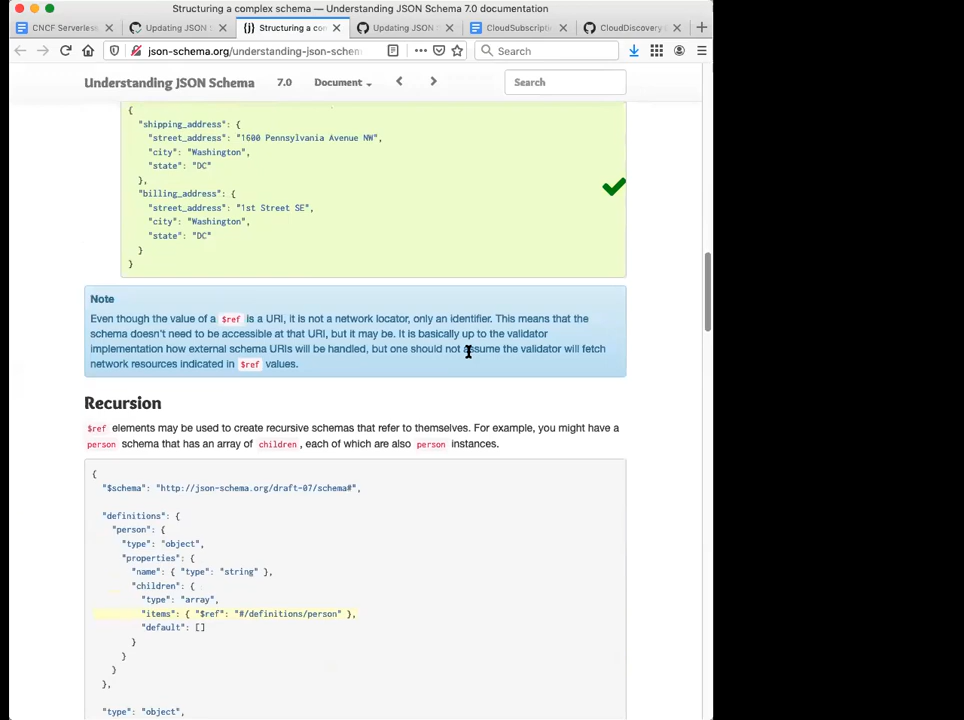 Structuring a complex schema — Understanding JSON Schema 7.0 documentation
CNCF Serverles
Updating JSON
Structuring a con
Updating JSON
CloudSubscripti
CloudDiscovery
json-schema.org/understanding-json-schem
Search
Understanding JSON Schema
7.0
Document
Search
{
"shipping_address": {
"street_address": "1600 Pennsylvania Avenue NW",
"city": "Washington",
"state": "DC"
},
"billing_address": {
"street_address": "1st Street SE",
"city": "Washington",
"state": "DC"
}
}
Note
Even though the value of a $ref is a URI, it is not a network locator, only an identifier. This means that the
schema doesn't need to be accessible at that URI, but it may be. It is basically up to the validator
implementation how external schema URIs will be handled, but one should not assume the validator will fetch
network resources indicated in $ref values.
Recursion
$ref elements may be used to create recursive schemas that refer to themselves. For example, you might have a
person schema that has an array of children, each of which are also person instances.
{
"$schema": "http://json-schema.org/draft-07/schema#",
"definitions": {
"person": {
"type": "object",
"properties": {
"name": { "type": "string" },
"children": {
"type": "array",
"items": { "$ref": "#/definitions/person" },
"default": []
}
}
}
},
"type": "object",